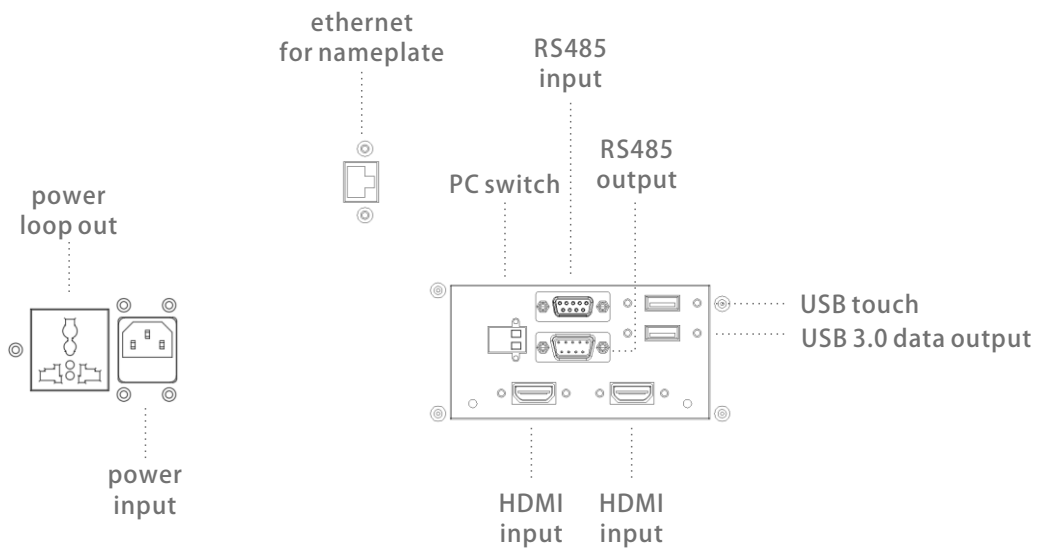 ethernet
for nameplate
RS485
input
RS485
output
PC switch
power
loop out
USB touch
USB 3.0 data output
power
input
HDMI
input
HDMI
input